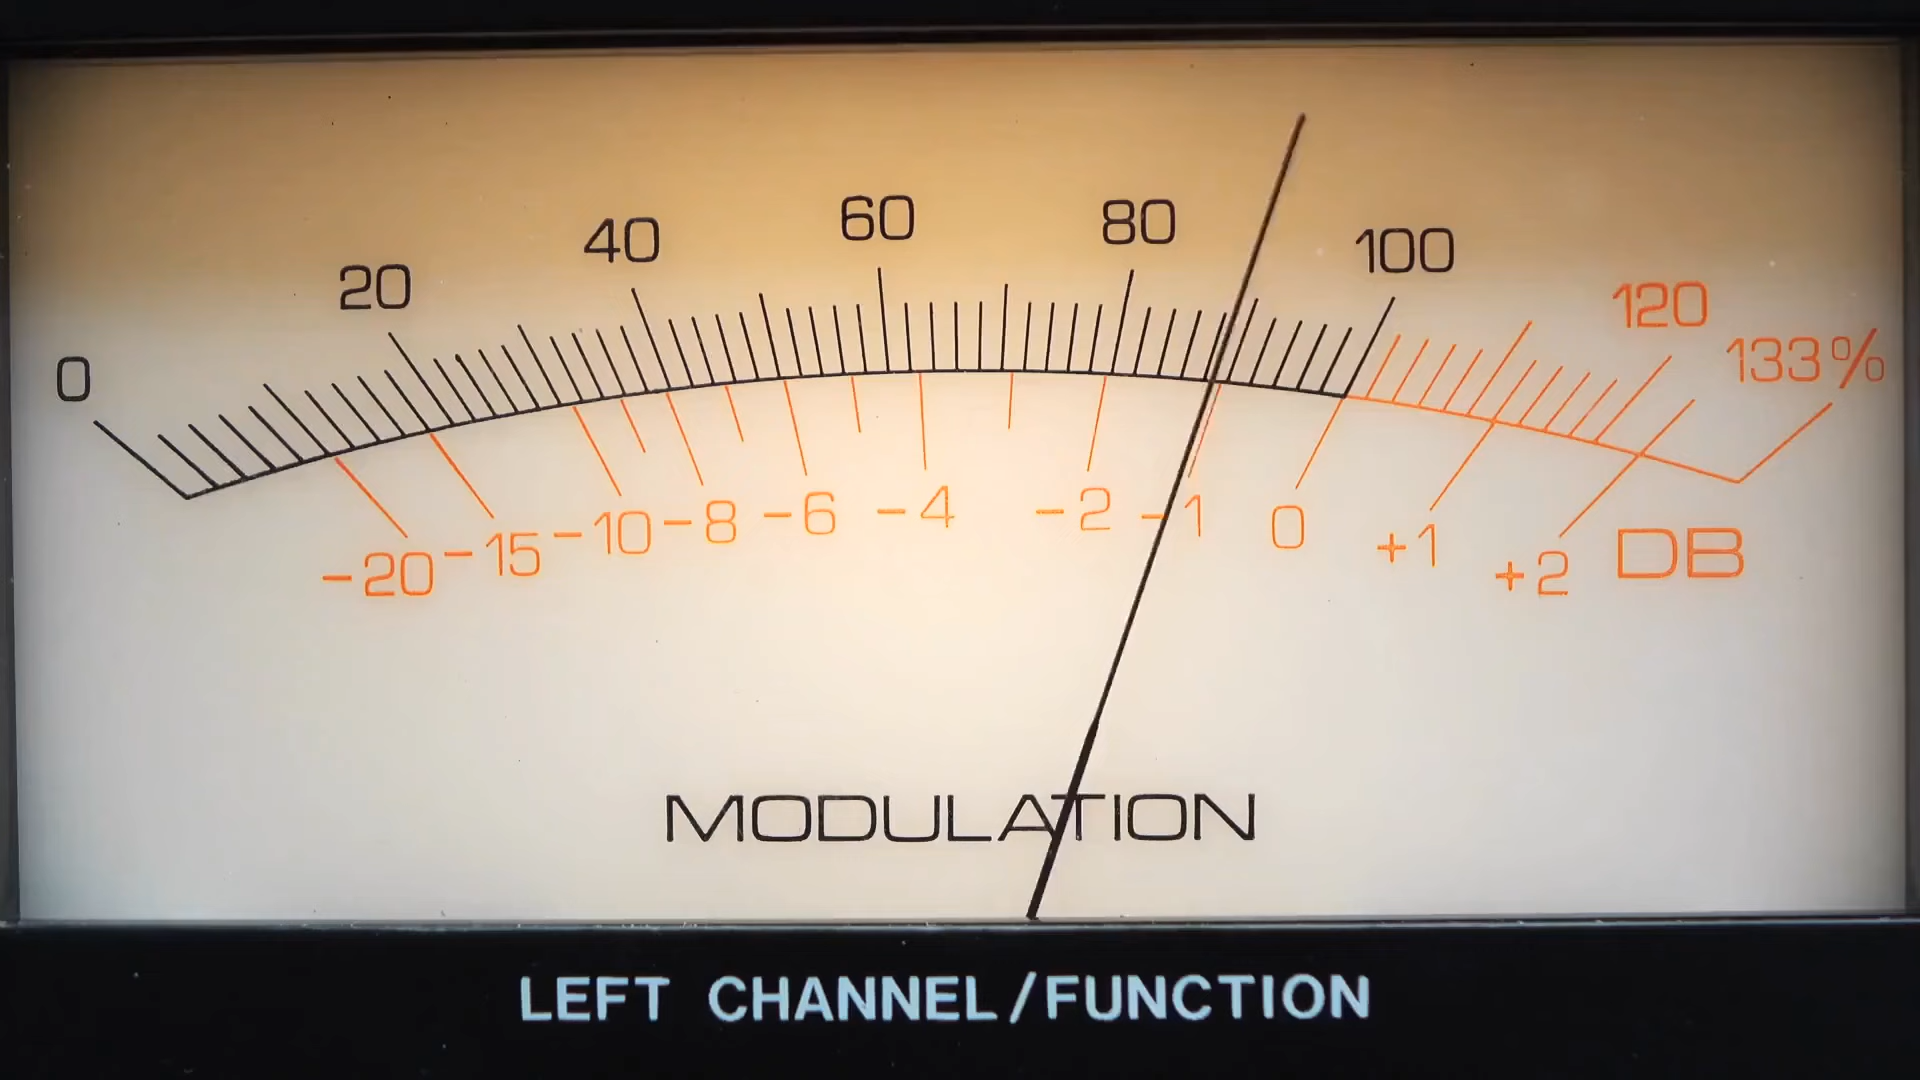 0 20 40 60 80 100 120 133%
-20 -15 -10 -8 -6 -4 -2 -1 0 +1 +2 DB
MODULATION
LEFT CHANNEL/FUNCTION